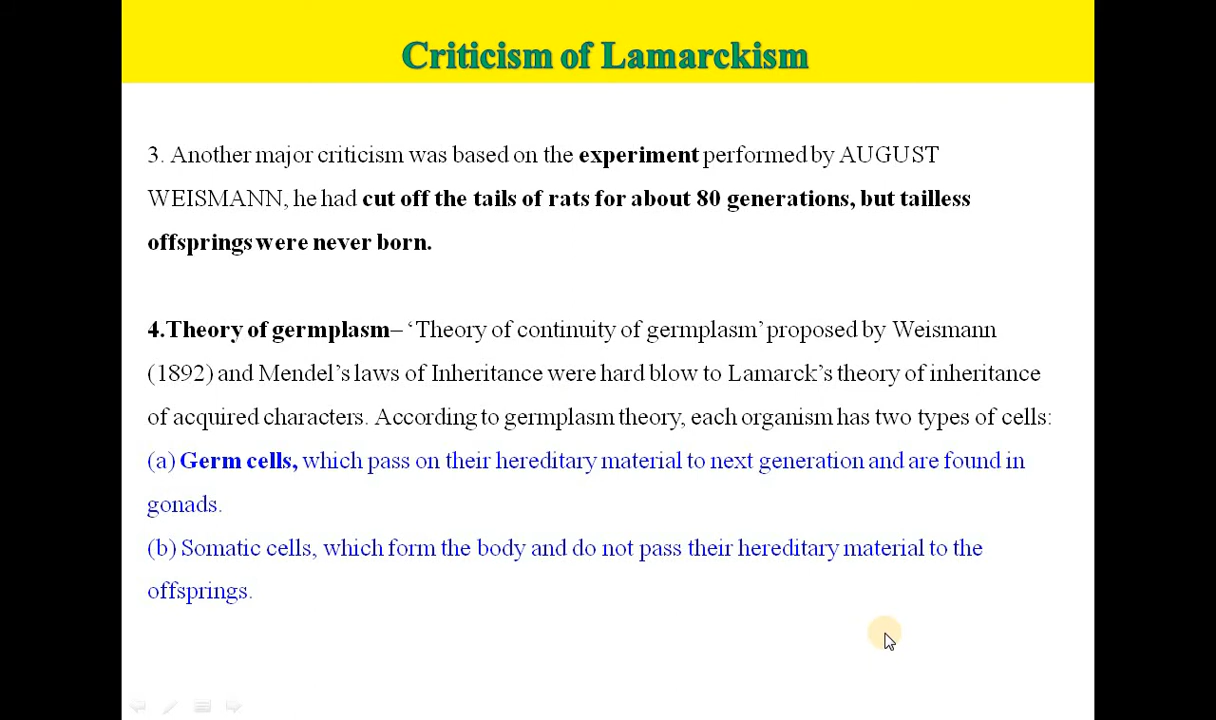 Criticism of Lamarckism
3. Another major criticism was based on the experiment performed by AUGUST
WEISMANN, he had cut off the tails of rats for about 80 generations, but tailless
offsprings were never born.
4.Theory of germplasm– ‘Theory of continuity of germplasm’ proposed by Weismann
(1892) and Mendel’s laws of Inheritance were hard blow to Lamarck’s theory of inheritance
of acquired characters. According to germplasm theory, each organism has two types of cells:
(a) Germ cells, which pass on their hereditary material to next generation and are found in
gonads.
(b) Somatic cells, which form the body and do not pass their hereditary material to the
offsprings.